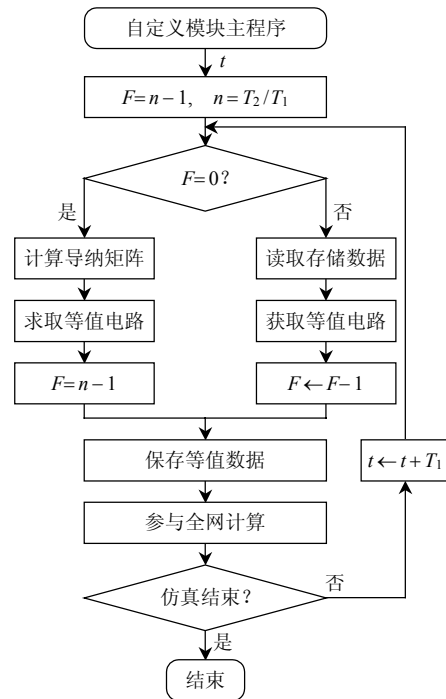 自定义模块主程序
t
F=n−1, n=T₂/T₁
F=0?
是
否
计算导纳矩阵
读取存储数据
求取等值电路
获取等值电路
F=n−1
F←F−1
保存等值数据
t←t+T₁
参与全网计算
仿真结束?
否
是
结束